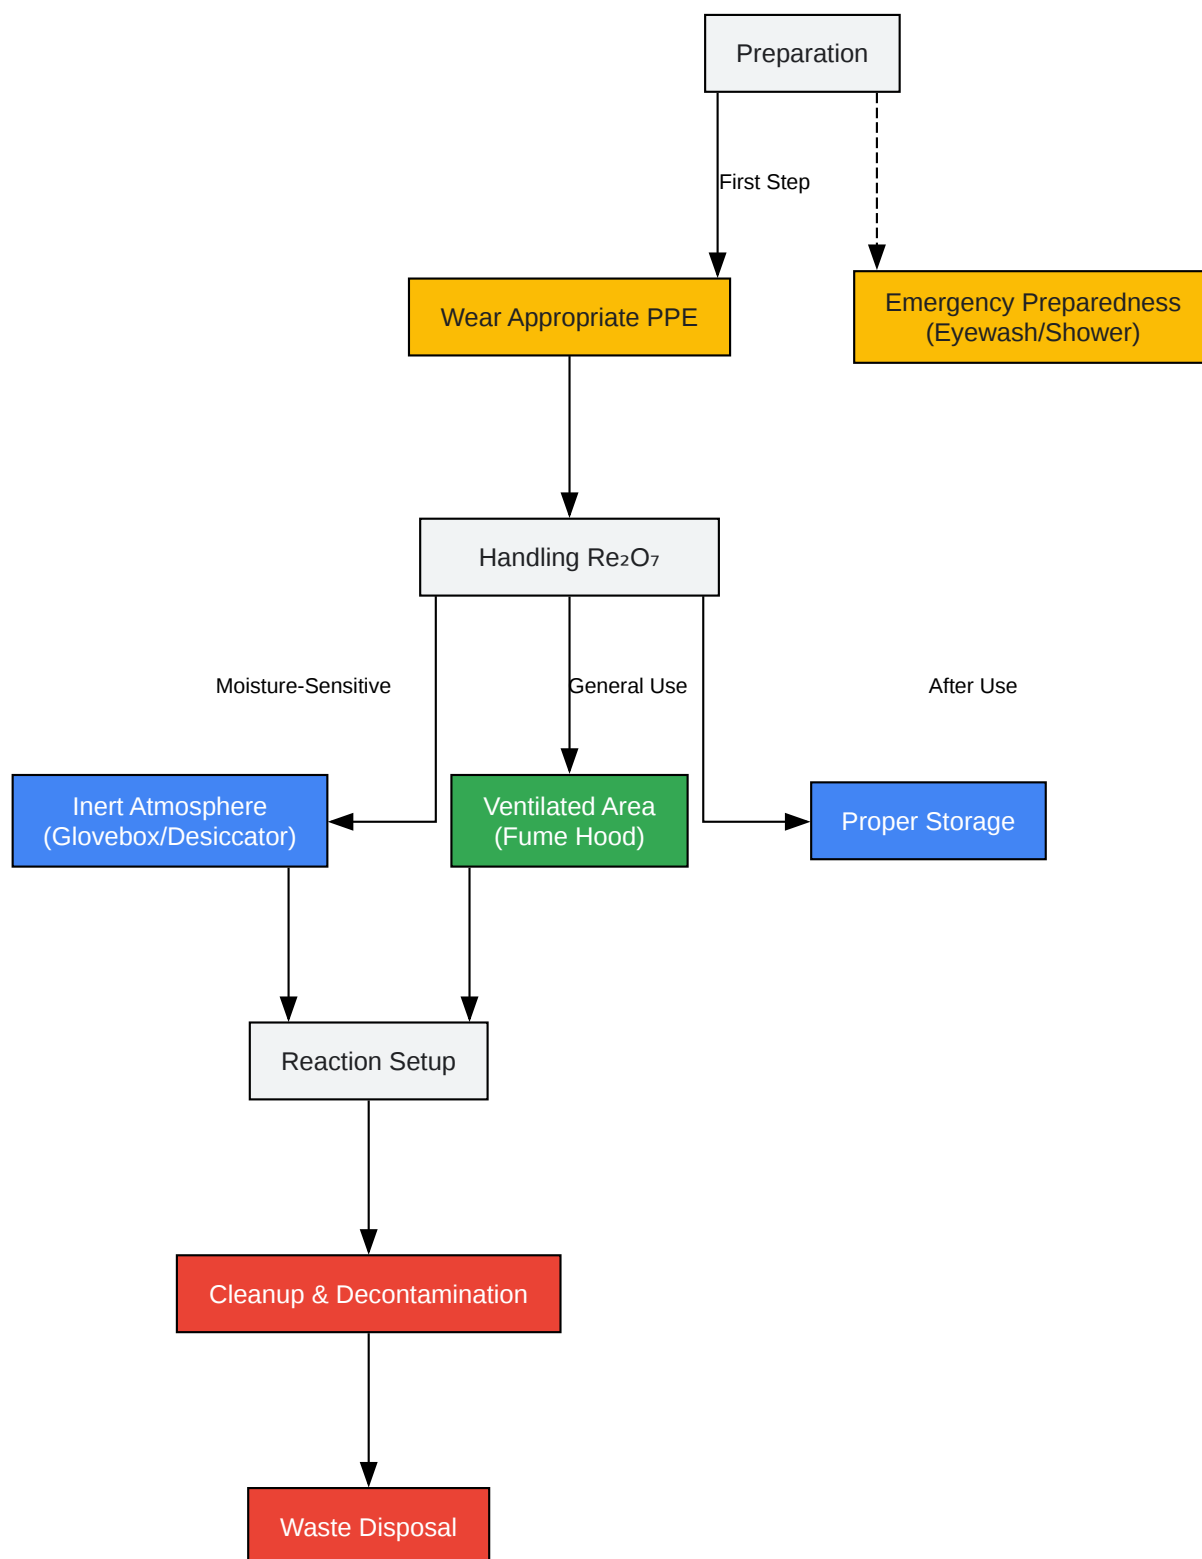 Preparation
First Step
Wear Appropriate PPE
Emergency Preparedness
(Eyewash/Shower)
Handling Re₂O₇
Moisture-Sensitive
General Use
After Use
Inert Atmosphere
(Glovebox/Desiccator)
Ventilated Area
(Fume Hood)
Proper Storage
Reaction Setup
Cleanup & Decontamination
Waste Disposal